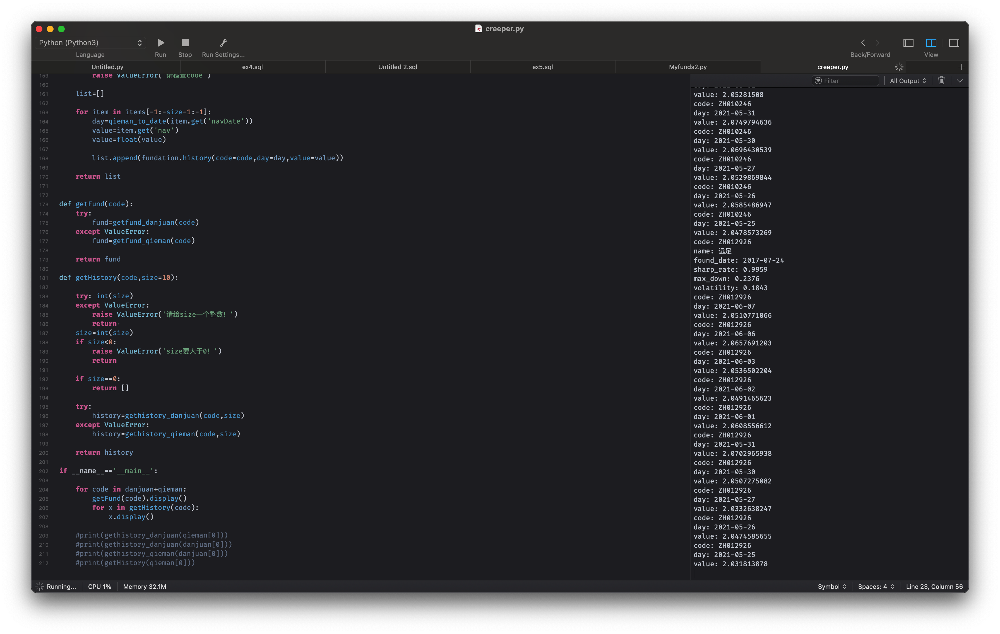 creeper.py
Python (Python3)
Language
Run
Stop
Run Settings...
Back/Forward
View
Untitled.py
ex4.sql
Untitled 2.sql
ex5.sql
Myfunds2.py
creeper.py
159 raise ValueError('请检查code')
160
161 list=[]
162
163 for item in items[-1:-size-1:-1]:
164 day=qieman_to_date(item.get('navDate'))
165 value=item.get('nav')
166 value=float(value)
167
168 list.append(fundation.history(code=code,day=day,value=value))
169
170 return list
171
172
173 def getFund(code):
174 try:
175 fund=getfund_danjuan(code)
176 except ValueError:
177 fund=getfund_qieman(code)
178
179 return fund
180
181 def getHistory(code,size=10):
182
183 try: int(size)
184 except ValueError:
185 raise ValueError('请给size一个整数！')
186 return
187 size=int(size)
188 if size<0:
189 raise ValueError('size要大于0！')
190 return
191
192 if size==0:
193 return []
194
195 try:
196 history=gethistory_danjuan(code,size)
197 except ValueError:
198 history=gethistory_qieman(code,size)
199
200 return history
201
202 if __name__=='__main__':
203
204 for code in danjuan+qieman:
205 getFund(code).display()
206 for x in getHistory(code):
207 x.display()
208
209 #print(gethistory_danjuan(qieman[0]))
210 #print(gethistory_danjuan(danjuan[0]))
211 #print(gethistory_qieman(danjuan[0]))
212 #print(getHistory(qieman[0]))
Filter
All Output
value: 2.05281508
code: ZH010246
day: 2021-05-31
value: 2.0749794636
code: ZH010246
day: 2021-05-30
value: 2.0696430539
code: ZH010246
day: 2021-05-27
value: 2.0529869844
code: ZH010246
day: 2021-05-26
value: 2.0585486947
code: ZH010246
day: 2021-05-25
value: 2.0478573269
code: ZH012926
name: 远足
found_date: 2017-07-24
sharp_rate: 0.9959
max_down: 0.2376
volatility: 0.1843
code: ZH012926
day: 2021-06-07
value: 2.0510771066
code: ZH012926
day: 2021-06-06
value: 2.0657691203
code: ZH012926
day: 2021-06-03
value: 2.0536502204
code: ZH012926
day: 2021-06-02
value: 2.0491465623
code: ZH012926
day: 2021-06-01
value: 2.0608556612
code: ZH012926
day: 2021-05-31
value: 2.0702965938
code: ZH012926
day: 2021-05-30
value: 2.0507275082
code: ZH012926
day: 2021-05-27
value: 2.0332638247
code: ZH012926
day: 2021-05-26
value: 2.0474585655
code: ZH012926
day: 2021-05-25
value: 2.031813878
Running...
CPU 1%
Memory 32.1M
Symbol
Spaces: 4
Line 23, Column 56